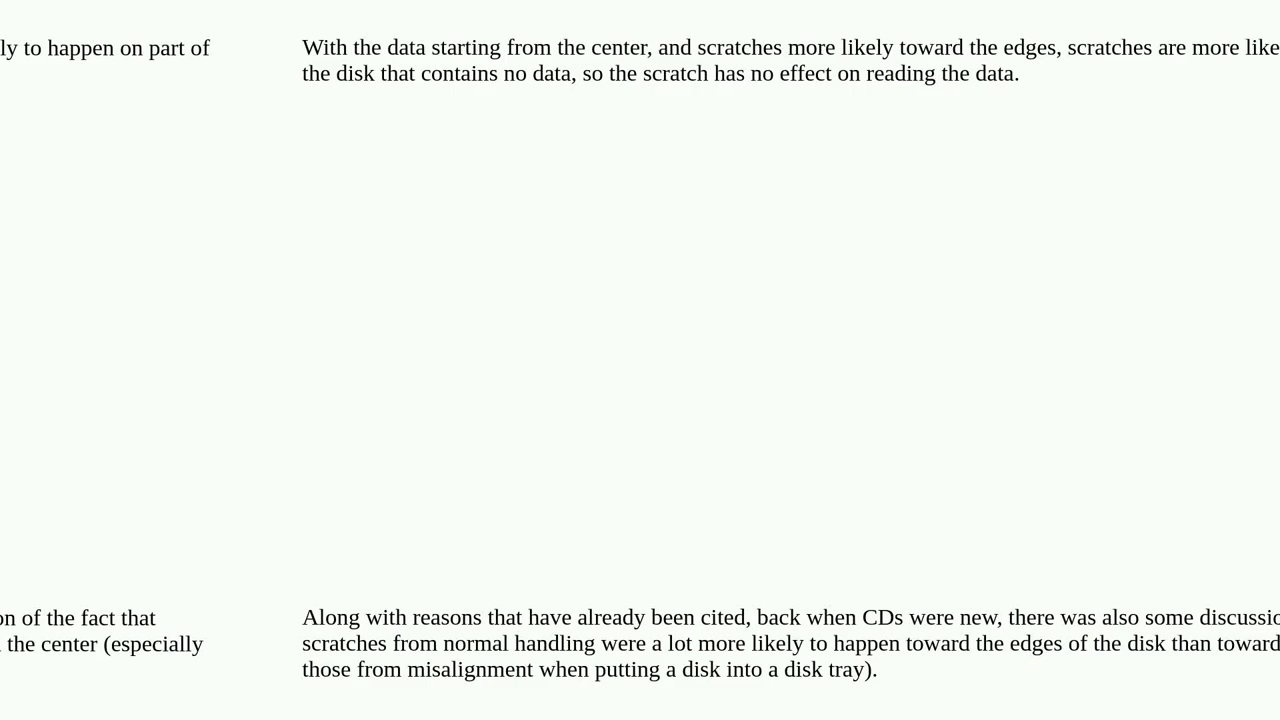 ly to happen on part of
With the data starting from the center, and scratches more likely toward the edges, scratches are more like
the disk that contains no data, so the scratch has no effect on reading the data.
on of the fact that
the center (especially
Along with reasons that have already been cited, back when CDs were new, there was also some discussio
scratches from normal handling were a lot more likely to happen toward the edges of the disk than toward
those from misalignment when putting a disk into a disk tray).